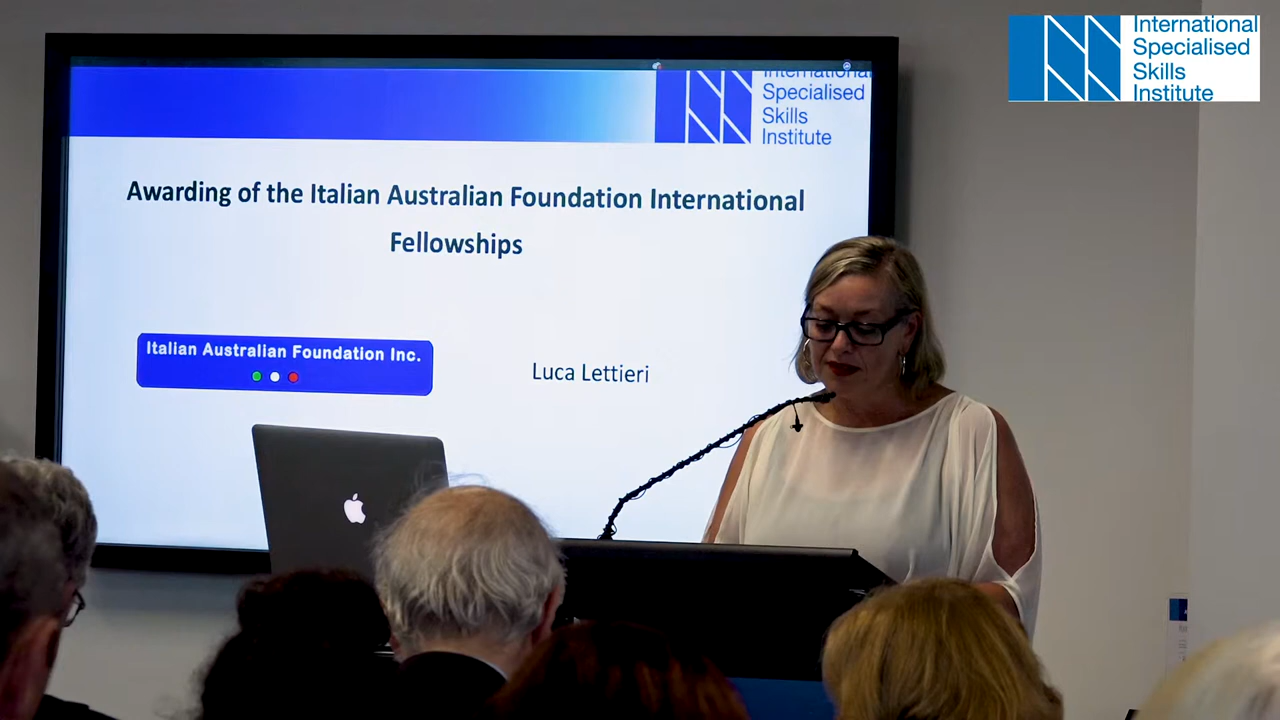 International
Specialised
Skills
Institute
International
Specialised
Skills
Institute
Awarding of the Italian Australian Foundation International
Fellowships
Italian Australian Foundation Inc.
Luca Lettieri